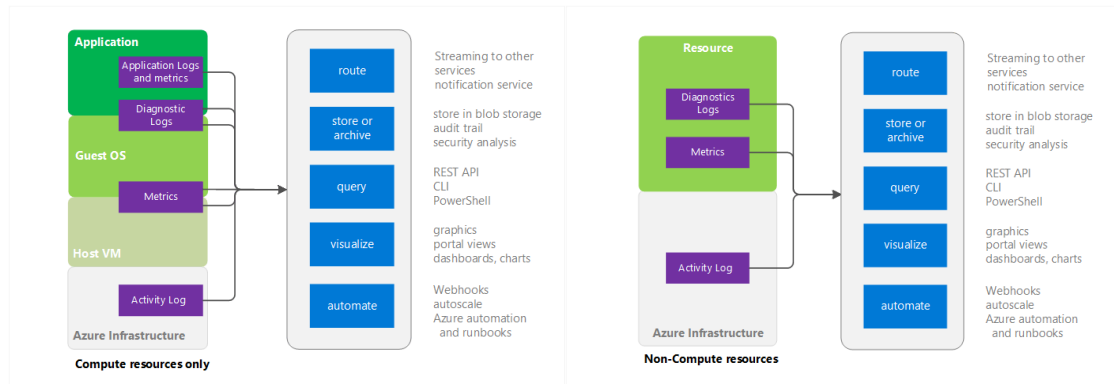 Application
Application Logs
and metrics
Diagnostic
Logs
Guest OS
Metrics
Host VM
Activity Log
Azure Infrastructure
Compute resources only
route
store or
archive
query
visualize
automate
Streaming to other
services
notification service
store in blob storage
audit trail
security analysis
REST API
CLI
PowerShell
graphics
portal views
dashboards, charts
Webhooks
autoscale
Azure automation
and runbooks
Resource
Diagnostics
Logs
Metrics
Activity Log
Azure Infrastructure
Non-Compute resources
route
store or
archive
query
visualize
automate
Streaming to other
services
notification service
store in blob storage
audit trail
security analysis
REST API
CLI
PowerShell
graphics
portal views
dashboards, charts
Webhooks
autoscale
Azure automation
and runbooks